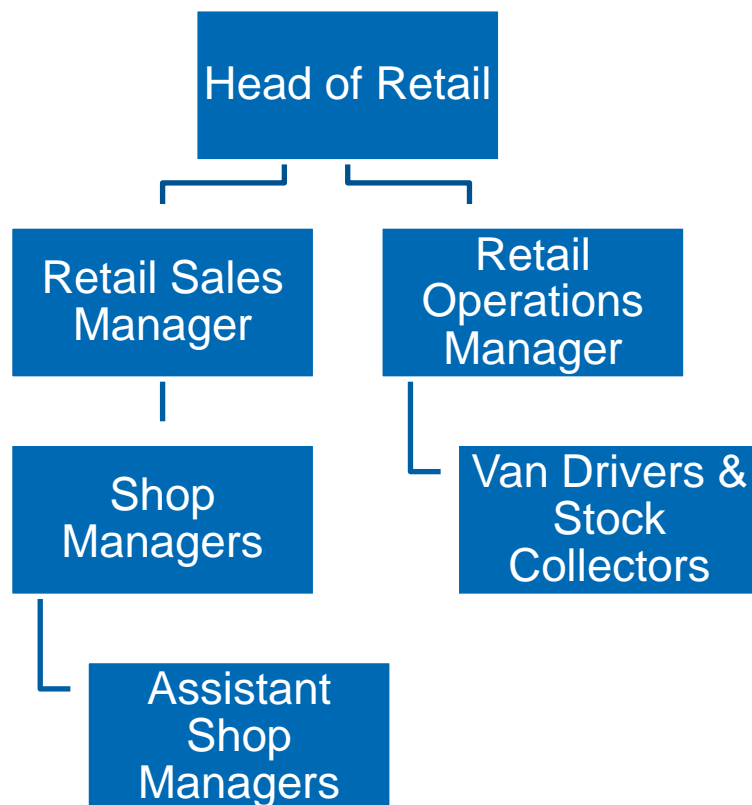 Head of Retail
Retail Sales
Manager
Retail
Operations
Manager
Shop
Managers
Van Drivers &
Stock
Collectors
Assistant
Shop
Managers